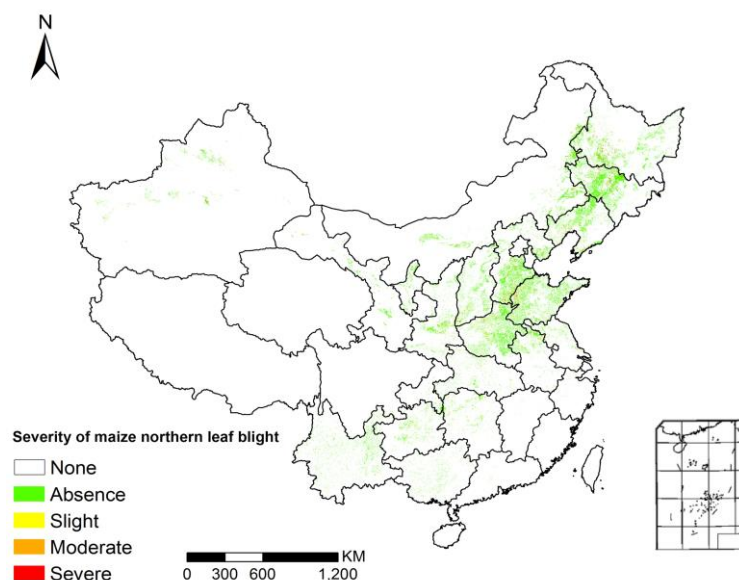 N
Severity of maize northern leaf blight
None
Absence
Slight
Moderate
Severe
KM
0 300 600 1.200